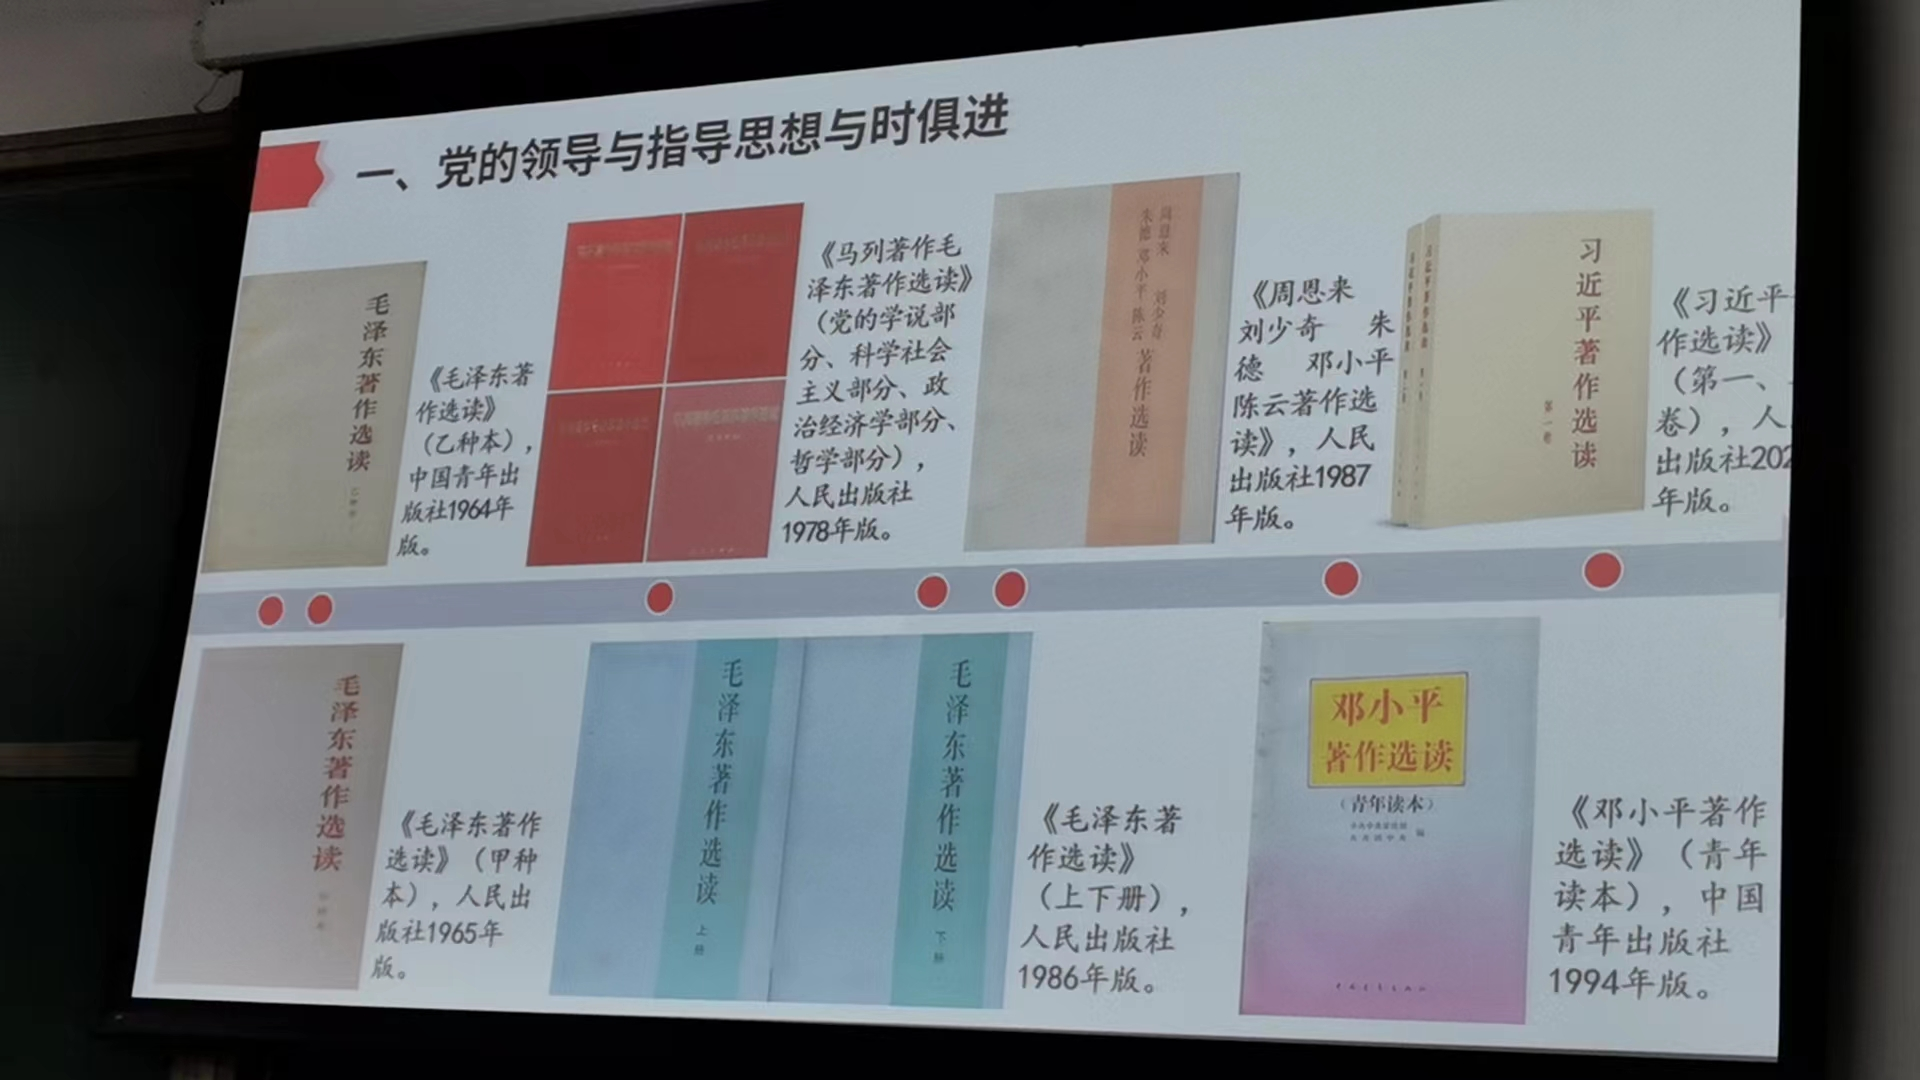 一、党的领导与指导思想与时俱进
毛泽东著作选读
《毛泽东著
作选读》
（乙种本），
中国青年出
版社1964年
版。
《马列著作毛
泽东著作选读》
（党的学说部
分、科学社会
主义部分、政
治经济学部分、
哲学部分），
人民出版社
1978年版。
周恩来 刘少奇
朱德 邓小平 陈云
著作选读
《周恩来
刘少奇 朱
德 邓小平
陈云著作选
读》，人民
出版社1987
年版。
习近平著作选读
第一卷
《习近平
作选读》
（第一、
卷），人
出版社202
年版。
毛泽东著作选读
《毛泽东著作
选读》（甲种
本），人民出
版社1965年
版。
毛泽东著作选读
上册
毛泽东著作选读
下册
《毛泽东著
作选读》
（上下册），
人民出版社
1986年版。
邓小平
著作选读
（青年读本）
《邓小平著作
选读》（青年
读本），中国
青年出版社
1994年版。